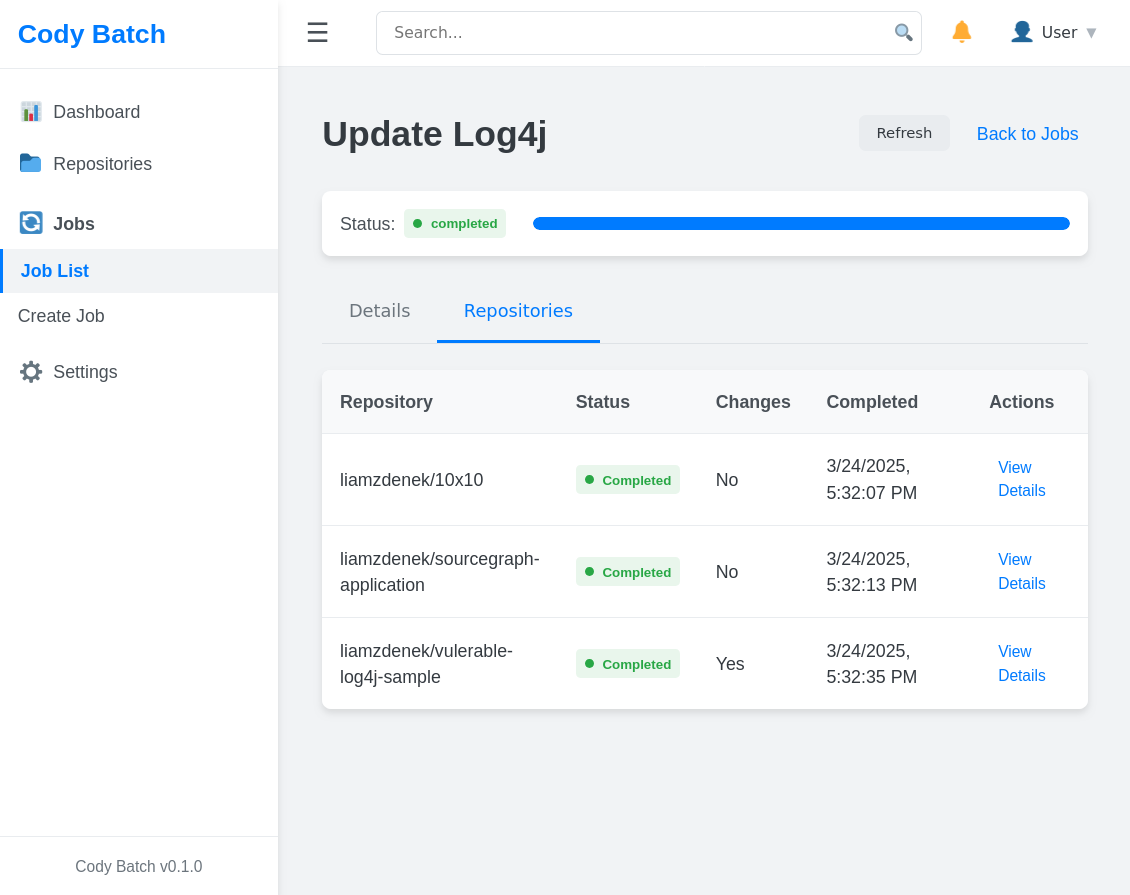 Cody Batch
Search...
User ▼
Dashboard
Repositories
Jobs
Job List
Create Job
Settings
Cody Batch v0.1.0
Update Log4j
Refresh
Back to Jobs
Status: completed
Details
Repositories
Repository Status Changes Completed Actions
liamzdenek/10x10 Completed No 3/24/2025, 5:32:07 PM View Details
liamzdenek/sourcegraph-application Completed No 3/24/2025, 5:32:13 PM View Details
liamzdenek/vulerable-log4j-sample Completed Yes 3/24/2025, 5:32:35 PM View Details